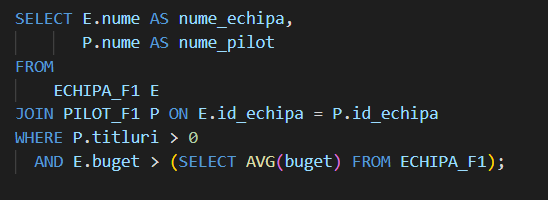 SELECT E.nume AS nume_echipa,
P.nume AS nume_pilot
FROM
ECHIPA_F1 E
JOIN PILOT_F1 P ON E.id_echipa = P.id_echipa
WHERE P.titluri > 0
AND E.buget > (SELECT AVG(buget) FROM ECHIPA_F1);